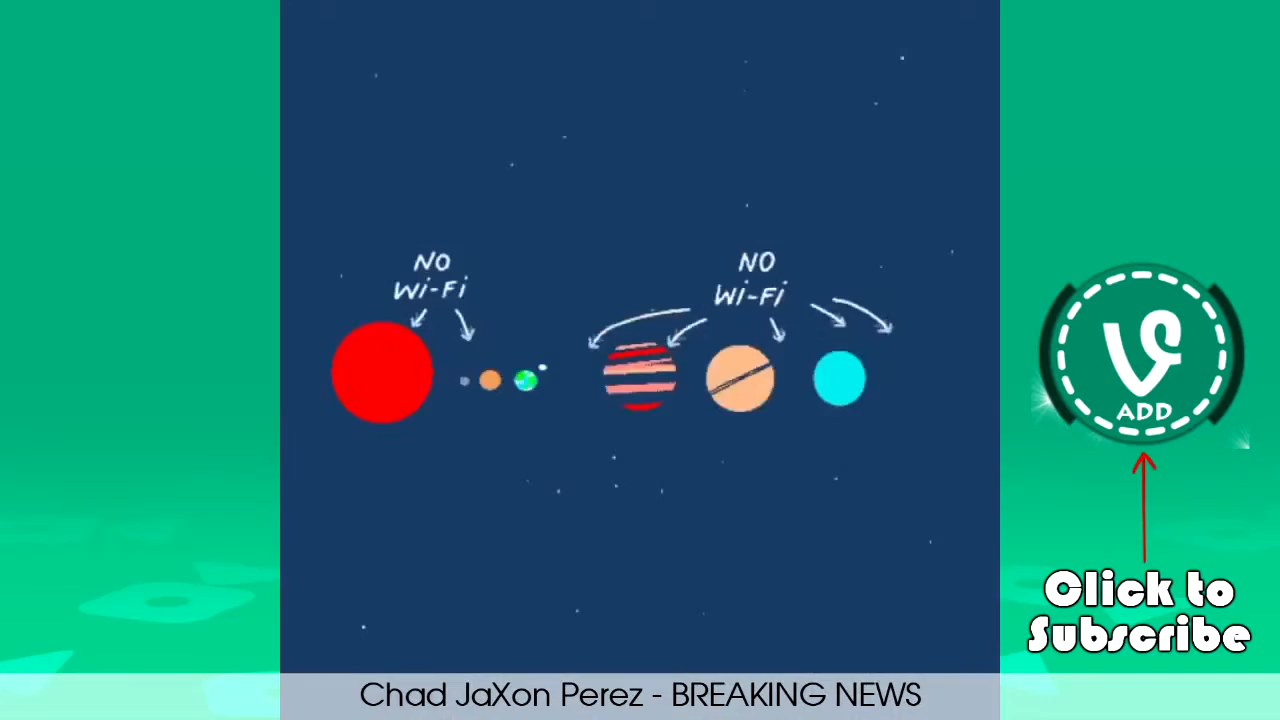 NO
Wi-Fi
NO
Wi-Fi
ADD
Click to
Subscribe
Chad JaXon Perez - BREAKING NEWS